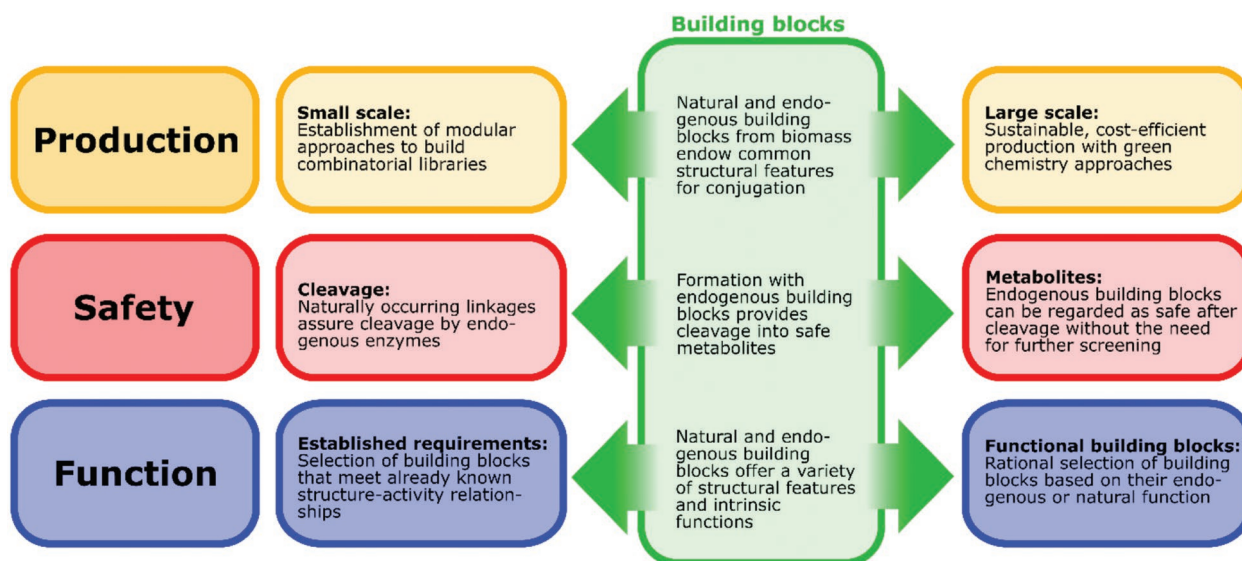 Building blocks
Production
Small scale:
Establishment of modular
approaches to build
combinatorial libraries
Natural and endo-
genous building
blocks from biomass
endow common
structural features
for conjugation
Large scale:
Sustainable, cost-efficient
production with green
chemistry approaches
Safety
Cleavage:
Naturally occurring linkages
assure cleavage by endo-
genous enzymes
Formation with
endogenous building
blocks provides
cleavage into safe
metabolites
Metabolites:
Endogenous building blocks
can be regarded as safe after
cleavage without the need
for further screening
Function
Established requirements:
Selection of building blocks
that meet already known
structure-activity relation-
ships
Natural and endo-
genous building
blocks offer a variety
of structural features
and intrinsic
functions
Functional building blocks:
Rational selection of building
blocks based on their endo-
genous or natural function